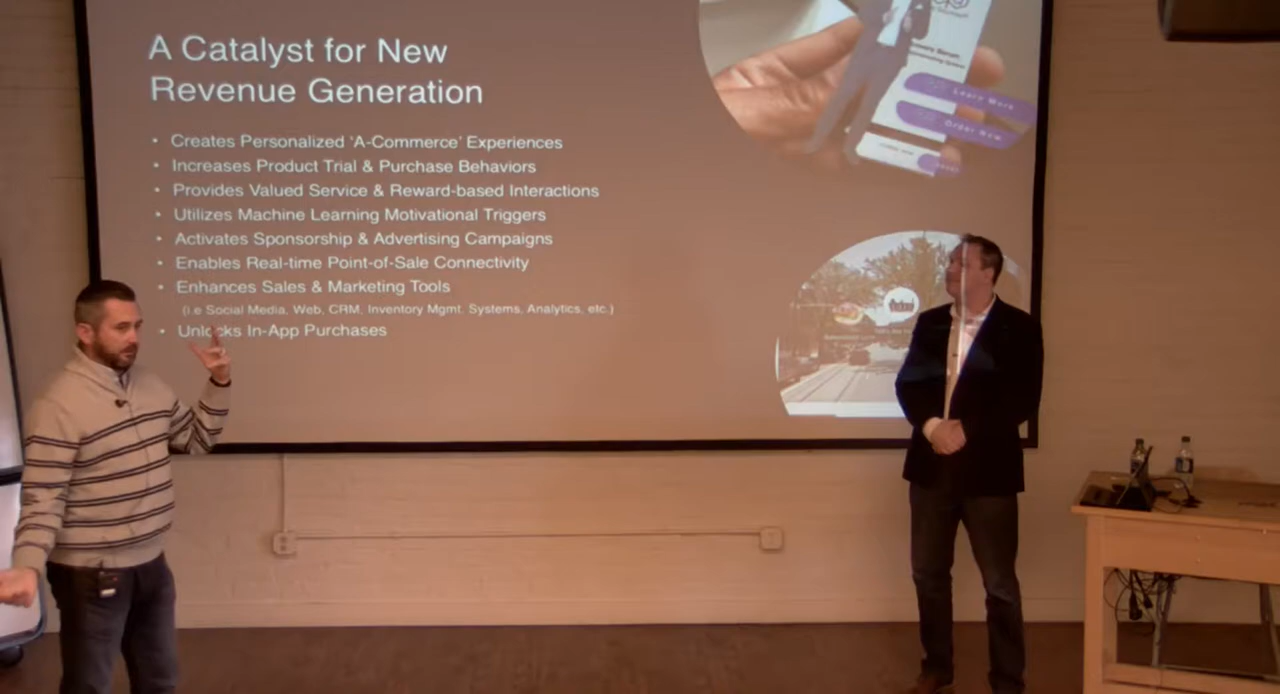 A Catalyst for New
Revenue Generation
• Creates Personalized 'A-Commerce' Experiences
• Increases Product Trial & Purchase Behaviors
• Provides Valued Service & Reward-based Interactions
• Utilizes Machine Learning Motivational Triggers
• Activates Sponsorship & Advertising Campaigns
• Enables Real-time Point-of-Sale Connectivity
• Enhances Sales & Marketing Tools
(i.e Social Media, Web, CRM, Inventory Mgmt. Systems, Analytics, etc.)
• Unlocks In-App Purchases
Learn More
Order Now